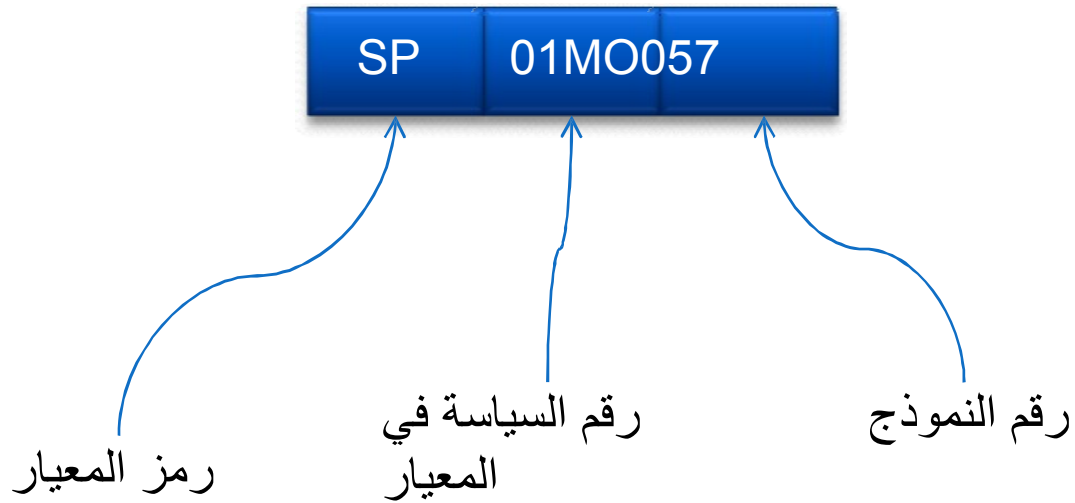 SP 01MO057
رقم السياسة في
المعيار
رقم النموذج
رمز المعيار